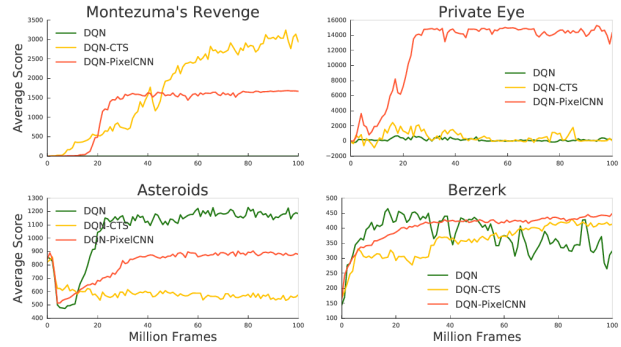 Montezuma's Revenge
Average Score
3500
3000
2500
2000
1500
1000
500
0
0 20 40 60 80 100
DQN
DQN-CTS
DQN-PixelCNN
Private Eye
16000
14000
12000
10000
8000
6000
4000
2000
0
−2000
0 20 40 60 80 100
DQN
DQN-CTS
DQN-PixelCNN
Asteroids
Average Score
1300
1200
1100
1000
900
800
700
600
500
400
0 20 40 60 80 100
Million Frames
DQN
DQN-CTS
DQN-PixelCNN
Berzerk
500
450
400
350
300
250
200
150
100
0 20 40 60 80 100
Million Frames
DQN
DQN-CTS
DQN-PixelCNN